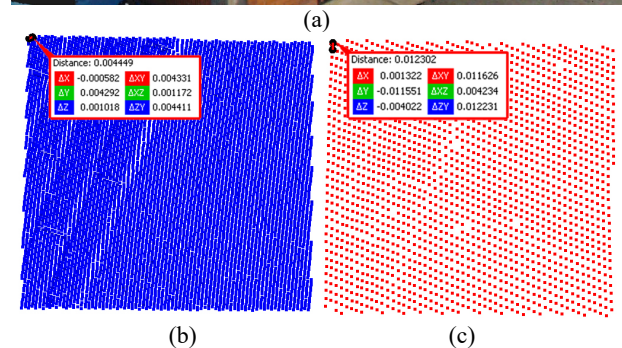 (a)
Distance: 0.004449
ΔX -0.000582 ΔXY 0.004331
ΔY 0.004292 ΔXZ 0.001172
ΔZ 0.001018 ΔZY 0.004411
Distance: 0.012302
ΔX 0.001322 ΔXY 0.011626
ΔY -0.011551 ΔXZ 0.004234
ΔZ -0.004022 ΔZY 0.012231
(b)
(c)